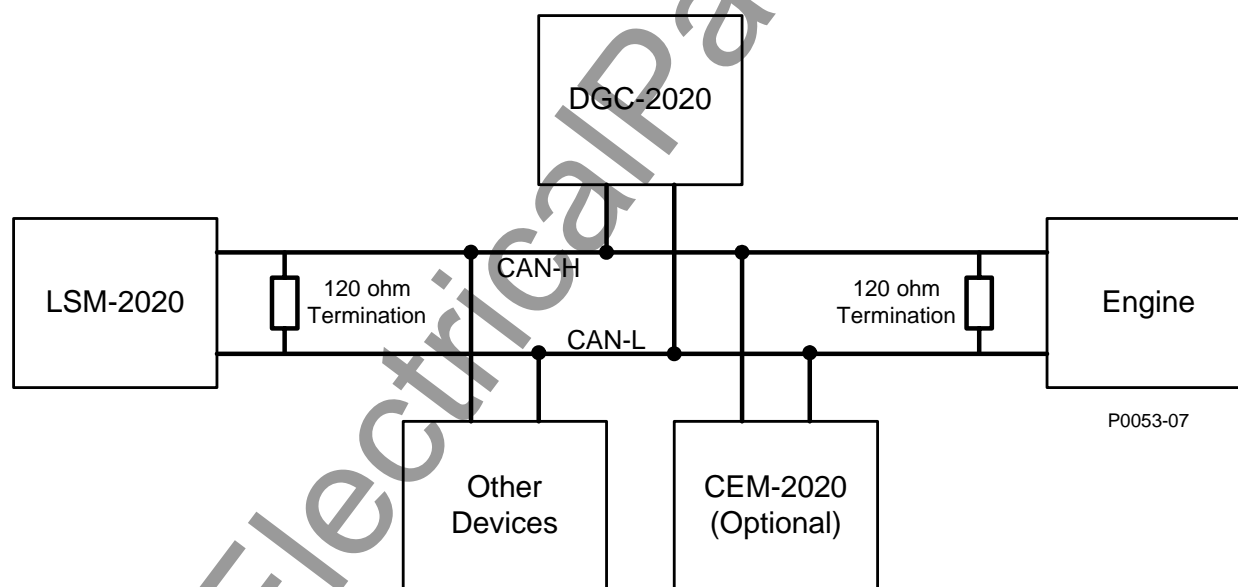 DGC-2020
LSM-2020
CAN-H
120 ohm
Termination
120 ohm
Termination
Engine
CAN-L
P0053-07
Other
Devices
CEM-2020
(Optional)
ElectricalPa